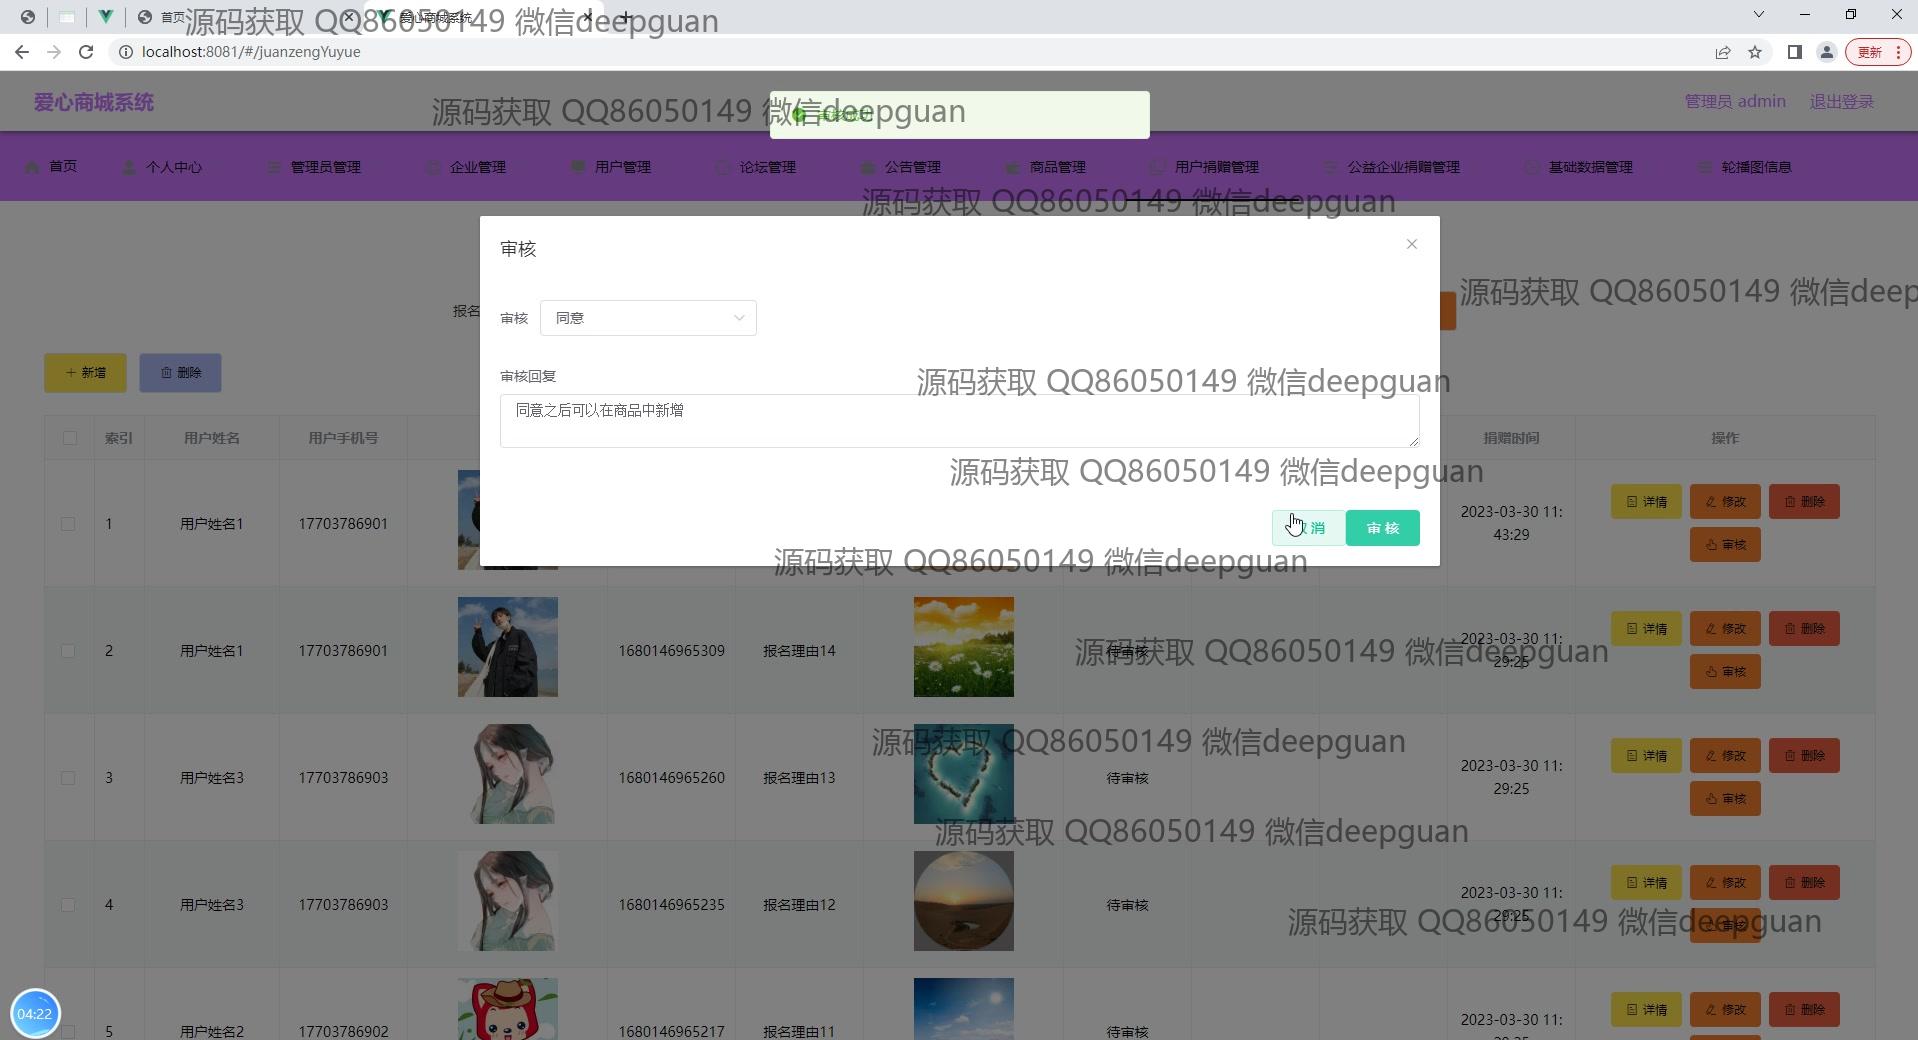 首页
爱心商城系统
源码获取 QQ86050149 微信deepguan
localhost:8081/#/juanzengYuyue
更新
爱心商城系统
源码获取 QQ86050149 微信deepguan
管理员 admin
退出登录
首页 个人中心 管理员管理 企业管理 用户管理 论坛管理 公告管理 商品管理 用户捐赠管理 公益企业捐赠管理 基础数据管理 轮播图信息
源码获取 QQ86050149 微信deepguan
审核
源码获取 QQ86050149 微信deep
报名
审核 同意
新增 删除
审核回复
源码获取 QQ86050149 微信deepguan
同意之后可以在商品中新增
索引 用户姓名 用户手机号 捐赠时间 操作
源码获取 QQ86050149 微信deepguan
1 用户姓名1 17703786901 2023-03-30 11:43:29 详情 修改 删除
审核
消 审核
源码获取 QQ86050149 微信deepguan
2 用户姓名1 17703786901 1680146965309 报名理由14 待审核 2023-03-30 11:29:25 详情 修改 删除
审核
源码获取 QQ86050149 微信deepguan
3 用户姓名3 17703786903 1680146965260 报名理由13 待审核 2023-03-30 11:29:25 详情 修改 删除
审核
源码获取 QQ86050149 微信deepguan
源码获取 QQ86050149 微信deepguan
4 用户姓名3 17703786903 1680146965235 报名理由12 待审核 2023-03-30 11:29:25 详情 修改 删除
审核
源码获取 QQ86050149 微信deepguan
5 用户姓名2 17703786902 1680146965217 报名理由11 待审核 2023-03-30 11: 详情 修改 删除
04:22